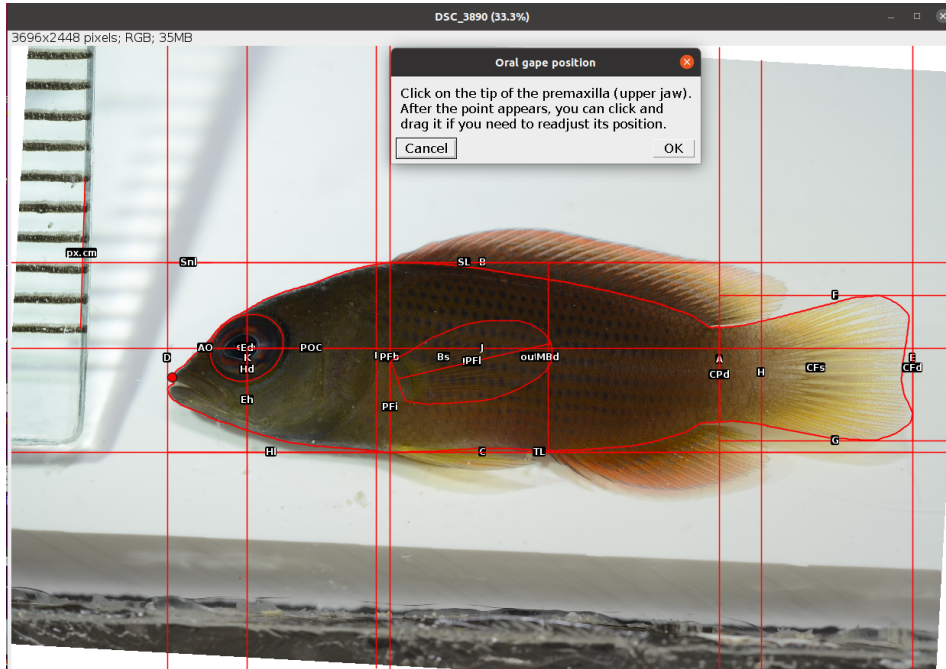 DSC_3890 (33.3%)
3696x2448 pixels; RGB; 35MB
Oral gape position
Click on the tip of the premaxilla (upper jaw).
After the point appears, you can click and
drag it if you need to readjust its position.
Cancel OK
px.cm
Snl SL B
F
AO Ed POC PFb Bs J MBd
D K PFl A E
Hd CPd H CFs CFd
Eh PFi
G
Hl C TL